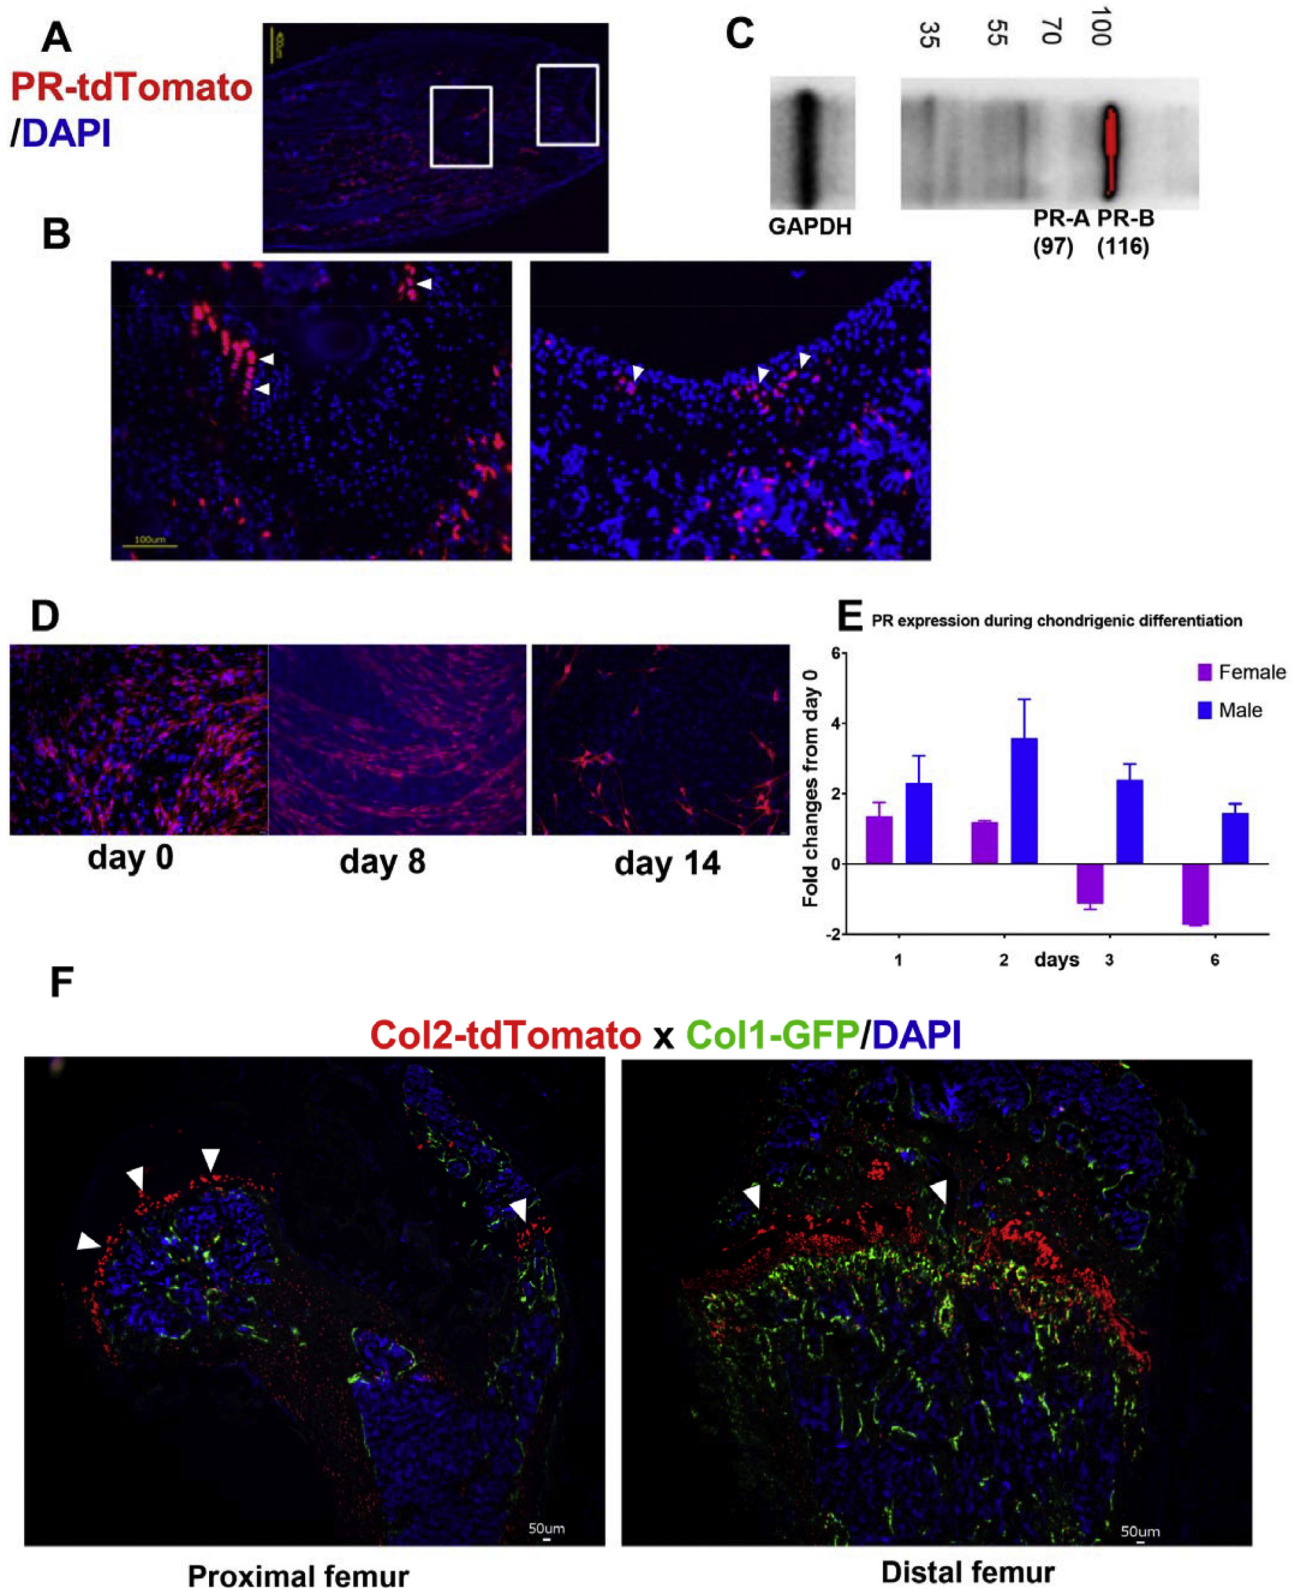 A
PR-tdTomato
/DAPI
400um
B
100um
C
35 55 70 100
GAPDH
PR-A PR-B
(97) (116)
D
day 0 day 8 day 14
E PR expression during chondrigenic differentiation
Fold changes from day 0
6
4
2
0
-2
Female
Male
1 2 days 3 6
F
Col2-tdTomato x Col1-GFP/DAPI
50um
50um
Proximal femur
Distal femur